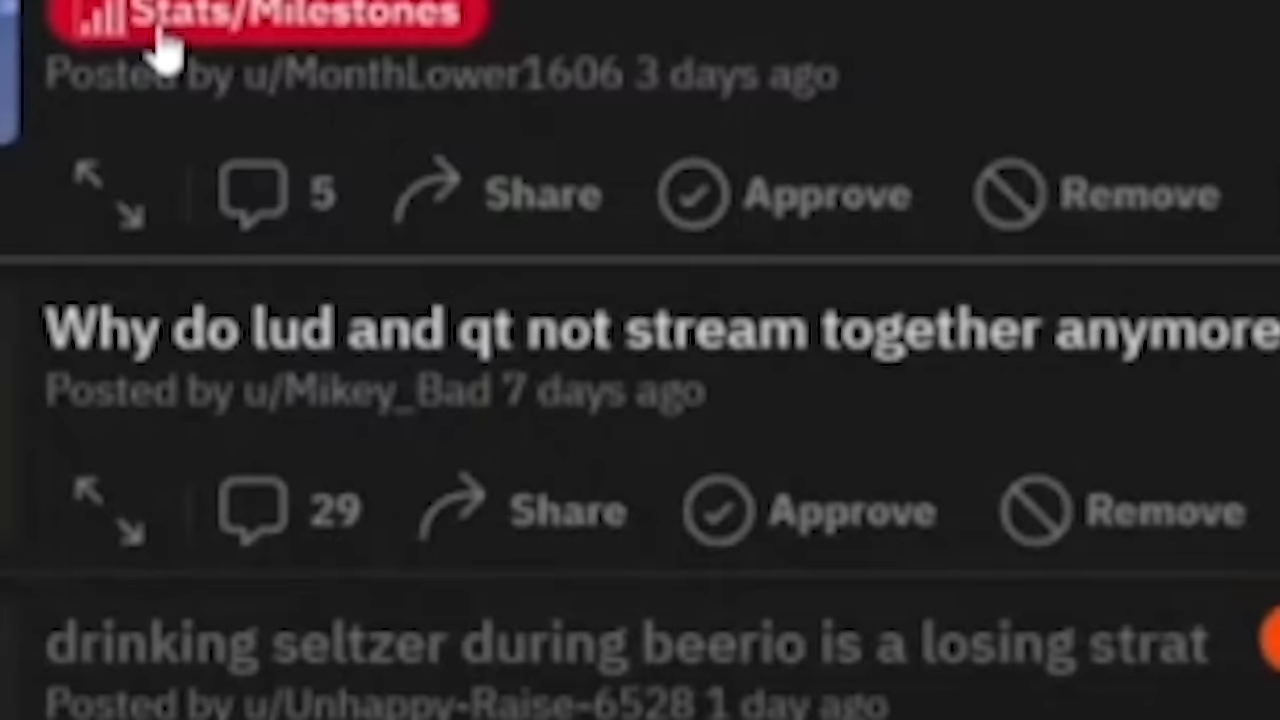 Stats/Milestones
Posted by u/MonthLower1606 3 days ago
5 Share Approve Remove
Why do lud and qt not stream together anymore
Posted by u/Mikey_Bad 7 days ago
29 Share Approve Remove
drinking seltzer during beerio is a losing strat
Posted by u/Unhappy-Raise-6528 1 day ago